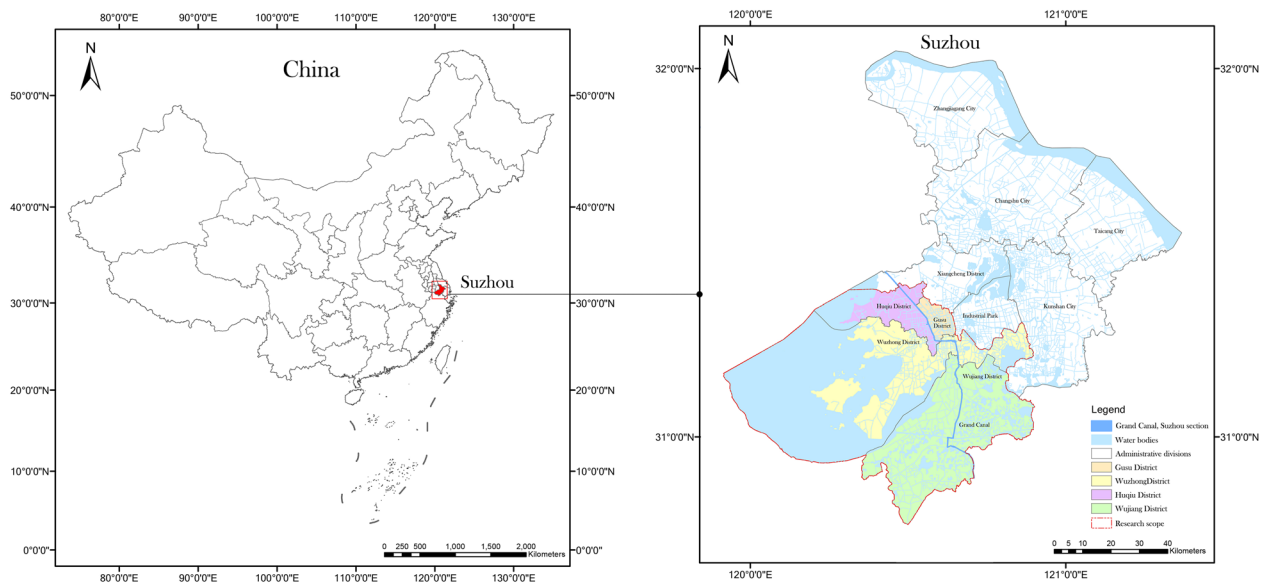 80°0'0"E 90°0'0"E 100°0'0"E 110°0'0"E 120°0'0"E 130°0'0"E
N
China
50°0'0"N 50°0'0"N
40°0'0"N 40°0'0"N
Suzhou
30°0'0"N 30°0'0"N
20°0'0"N 20°0'0"N
10°0'0"N 10°0'0"N
0°0'0" 0°0'0"
0 250 500 1,000 1,500 2,000
Kilometers
80°0'0"E 90°0'0"E 100°0'0"E 110°0'0"E 120°0'0"E 130°0'0"E
120°0'0"E 121°0'0"E
N
Suzhou
32°0'0"N 32°0'0"N
Zhangjiagang City
Changshu City
Taicang City
Xiangcheng District
Huqiu District
Kunshan City
Industrial Park
Gusu
District
Wuzhong District
Wujiang District
Grand Canal
31°0'0"N 31°0'0"N
Legend
Grand Canal, Suzhou section
Water bodies
Administrative divisions
Gusu District
WuzhongDistrict
Huqiu District
Wujiang District
Research scope
0 5 10 20 30 40
Kilometers
120°0'0"E 121°0'0"E